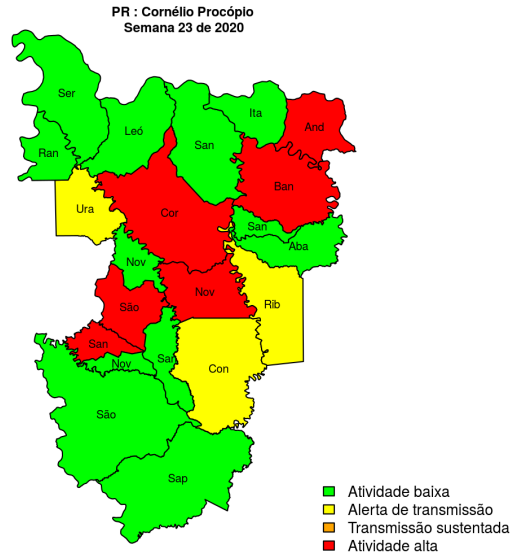 PR : Cornélio Procópio
Semana 23 de 2020
Ser
Ita
Leó
And
San
Ran
Ban
Ura
Cor
San
Aba
Nov
Nov
Rib
São
San
San
Nov
Con
São
Sap
Atividade baixa
Alerta de transmissão
Transmissão sustentada
Atividade alta